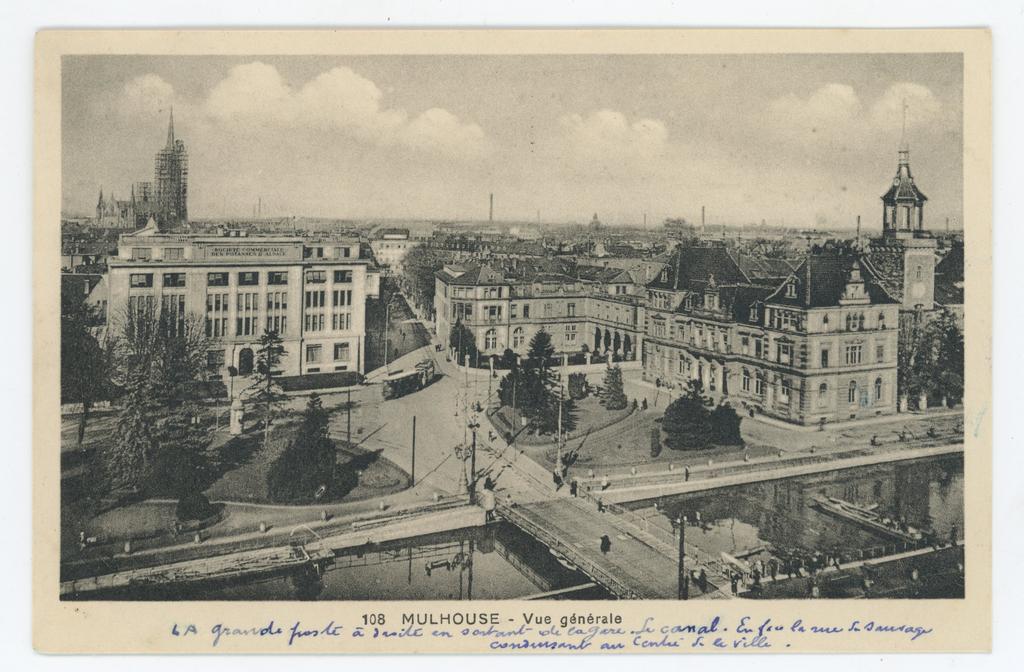 SOCIÉTÉ COMMERCIALE
DES POTASSES D'ALSACE
108 MULHOUSE - Vue générale
LA grande poste à droite en sortant de la gare. Le canal. En face la rue du Sauvage
conduisant au Centre de la ville.